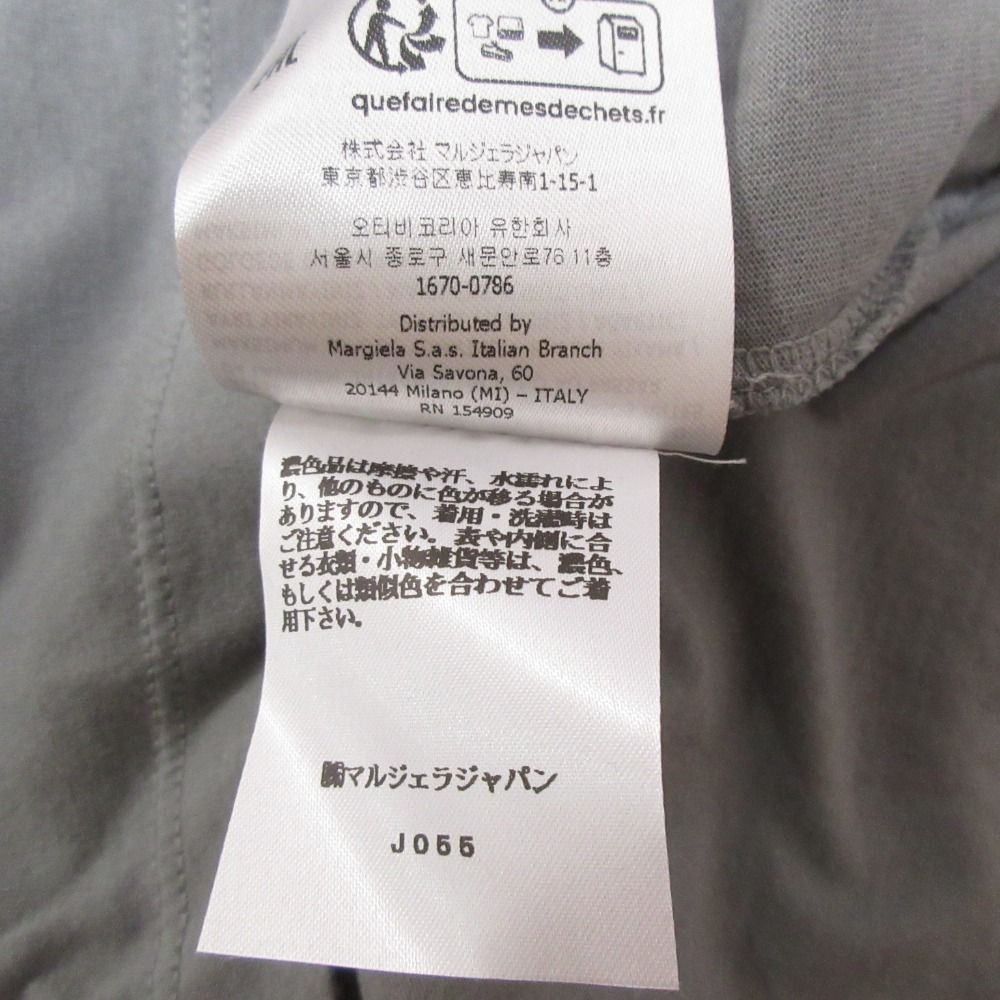 quefairedemesdechets.fr
株式会社 マルジェラジャパン
東京都渋谷区恵比寿南1-15-1
오티비코리아 유한회사
서울시 종로구 새문안로76 11층
1670-0786
Distributed by
Margiela S.a.s. Italian Branch
Via Savona, 60
20144 Milano (MI) – ITALY
RN 154909
濃色品は摩擦や汗、水濡れによ
り、他のものに色が移る場合が
ありますので、着用・洗濯時は
ご注意ください。表や内側に合
せる衣類・小物雑貨等は、濃色、
もしくは類似色を合わせてご着
用下さい。
㈱マルジェラジャパン
J055